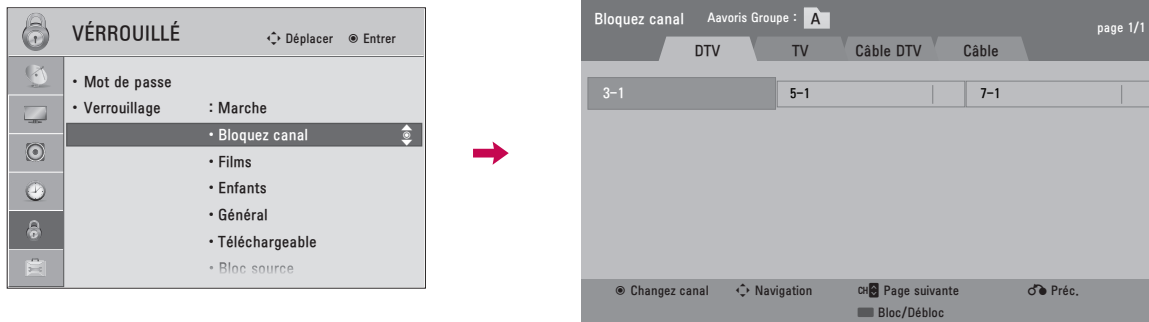 VÉRROUILLÉ
Déplacer Entrer
• Mot de passe
• Verrouillage : Marche
• Bloquez canal
• Films
• Enfants
• Général
• Téléchargeable
• Bloc source
Bloquez canal Aavoris Groupe : A
page 1/1
DTV TV Câble DTV Câble
3-1 5-1 7-1
Changez canal Navigation CH Page suivante Préc.
Bloc/Débloc